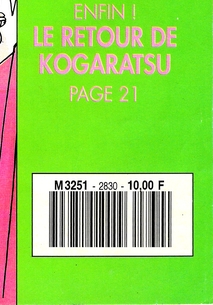 ENFIN !
LE RETOUR DE
KOGARATSU
PAGE 21
M 3251 - 2830 - 10,00 F